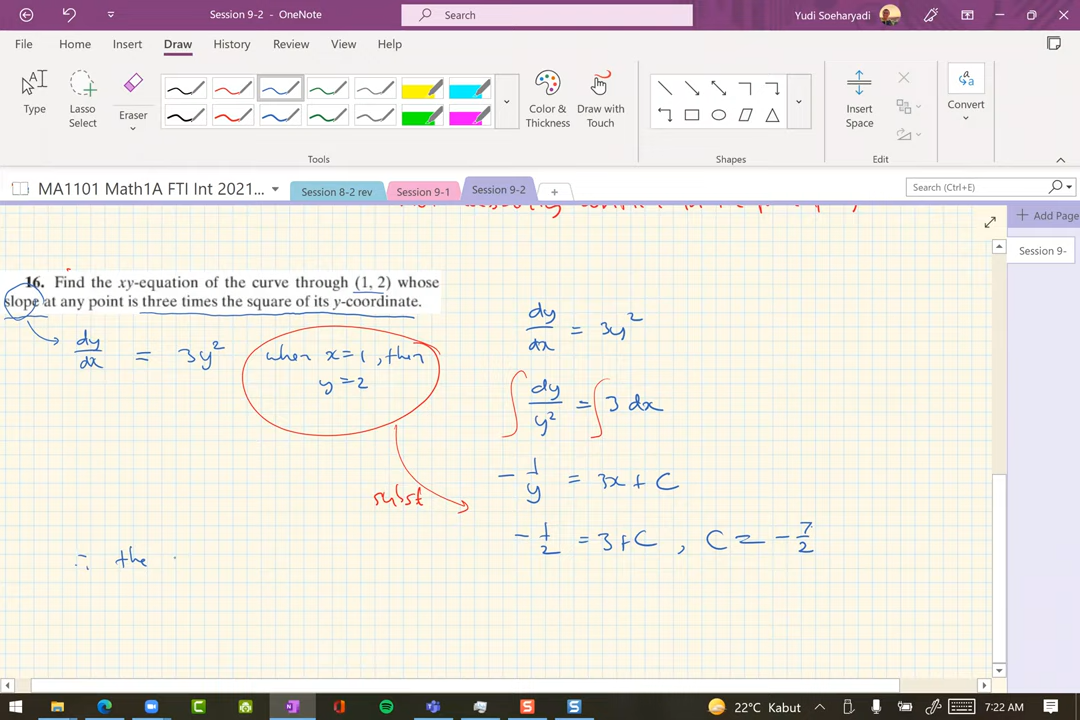 Session 9-2 - OneNote
Search
Yudi Soeharyadi
File Home Insert Draw History Review View Help
Type
Lasso Select
Eraser
Color & Thickness
Draw with Touch
Insert Space
Convert
Tools
Shapes
Edit
MA1101 Math1A FTI Int 2021...
Session 8-2 rev
Session 9-1
Session 9-2
Search (Ctrl+E)
Add Page
Session 9-
16. Find the xy-equation of the curve through (1, 2) whose
slope at any point is three times the square of its y-coordinate.
dy/dx = 3y²
when x=1, then
y=2
subst
dy/dx = 3y²
∫ dy/y² = ∫ 3 dx
- 1/y = 3x + C
- 1/2 = 3+C , C = - 7/2
∴ the
22°C Kabut
7:22 AM